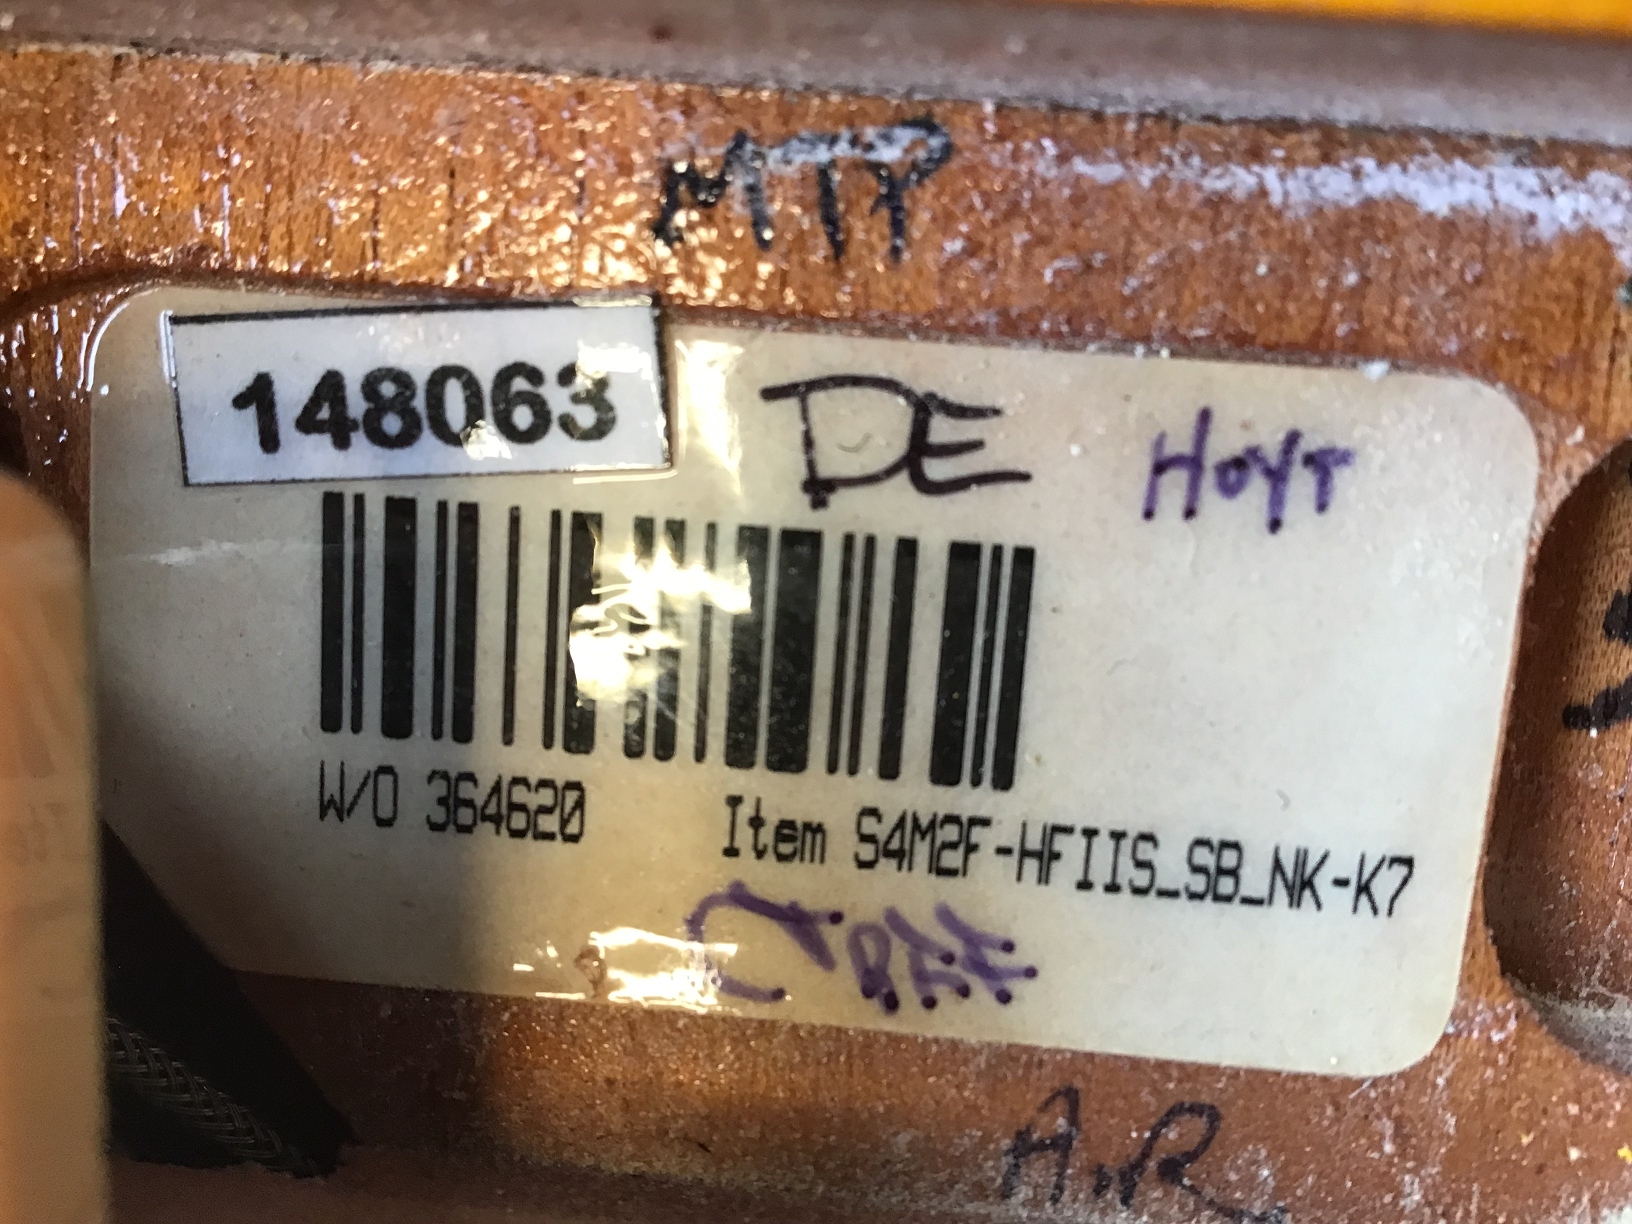 MTP
148063
DE HOYT
W/O 364620 Item S4M2F-HFIIS_SB_NK-K7
A.R